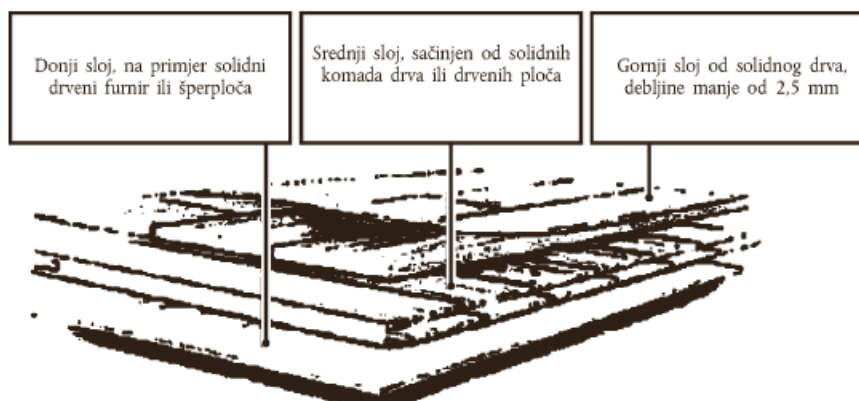 Donji sloj, na primjer solidni
drveni furnir ili šperploča
Srednji sloj, sačinjen od solidnih
komada drva ili drvenih ploča
Gornji sloj od solidnog drva,
debljine manje od 2,5 mm